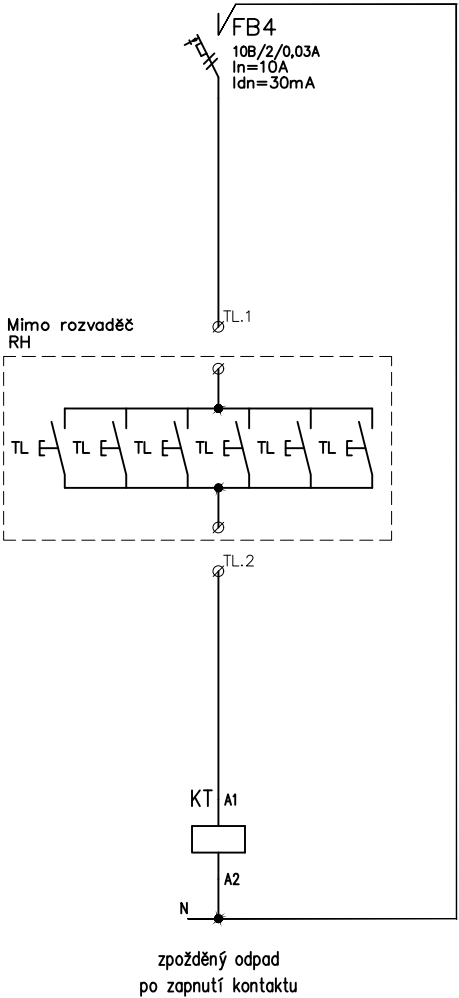 FB4
10B/2/0,03A
In=10A
Idn=30mA
TL.1
Mimo rozvaděč
RH
TL TL TL TL TL TL
TL.2
KT A1
A2
N
zpožděný odpad
po zapnutí kontaktu